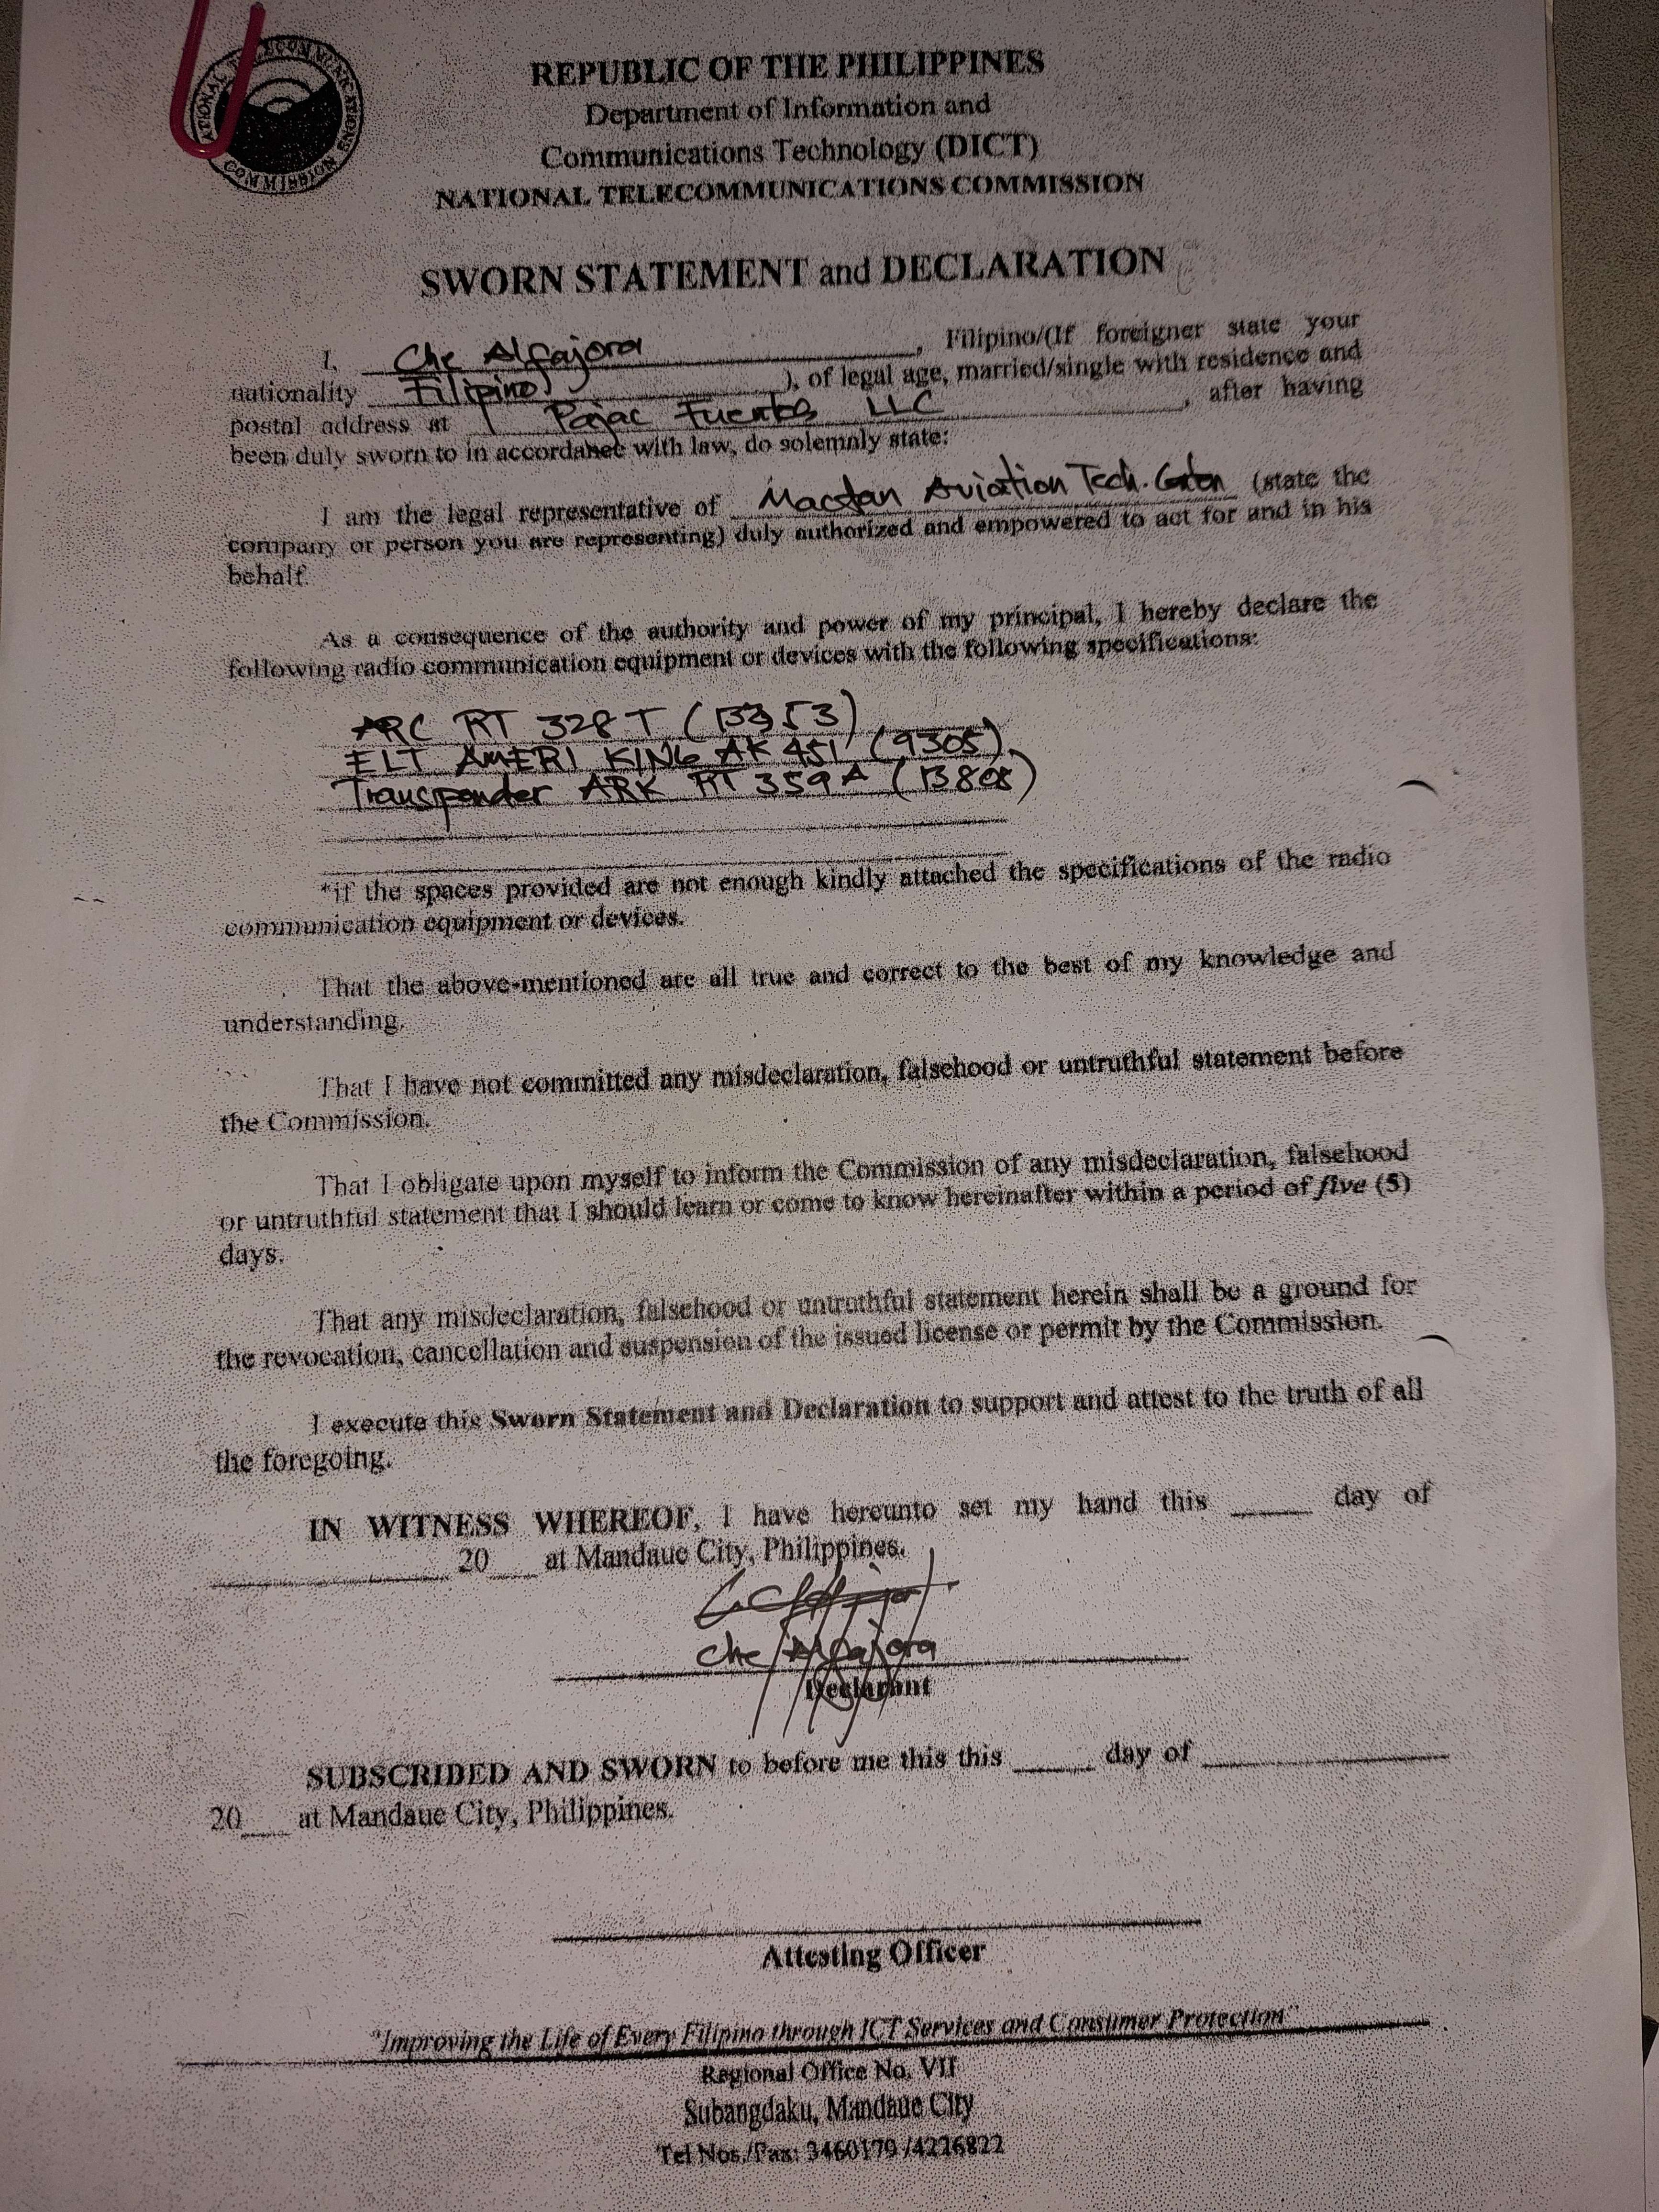 NATIONAL TELECOMMUNICATIONS COMMISSION
REPUBLIC OF THE PHILIPPINES
Department of Information and
Communications Technology (DICT)
NATIONAL TELECOMMUNICATIONS COMMISSION
SWORN STATEMENT and DECLARATION
I, Che Alfajora, Filipino/(If foreigner state your
nationality Filipino), of legal age, married/single with residence and
postal address at Pajac Fuentes LLC, after having
been duly sworn to in accordance with law, do solemnly state:
I am the legal representative of Mactan Aviation Tech. (state the
company or person you are representing) duly authorized and empowered to act for and in his
behalf.
As a consequence of the authority and power of my principal, I hereby declare the
following radio communication equipment or devices with the following specifications:
ARC RT 328T
ELT AMERI KING AK 451 (9305)
Transponder ARK RT 359A (13808)
*if the spaces provided are not enough kindly attached the specifications of the radio
communication equipment or devices.
That the above-mentioned are all true and correct to the best of my knowledge and
understanding.
That I have not committed any misdeclaration, falsehood or untruthful statement before
the Commission.
That I obligate upon myself to inform the Commission of any misdeclaration, falsehood
or untruthful statement that I should learn or come to know hereinafter within a period of five (5)
days.
That any misdeclaration, falsehood or untruthful statement herein shall be a ground for
the revocation, cancellation and suspension of the issued license or permit by the Commission.
I execute this Sworn Statement and Declaration to support and attest to the truth of all
the foregoing.
IN WITNESS WHEREOF, I have hereunto set my hand this ____ day of
____ 20__ at Mandaue City, Philippines.
Che Alfajora
Declarant
SUBSCRIBED AND SWORN to before me this this ____ day of ____
20__ at Mandaue City, Philippines.
Attesting Officer
"Improving the Life of Every Filipino through ICT Services and Consumer Protection"
Regional Office No. VII
Subangdaku, Mandaue City
Tel Nos./Fax: 3460179 /4226822